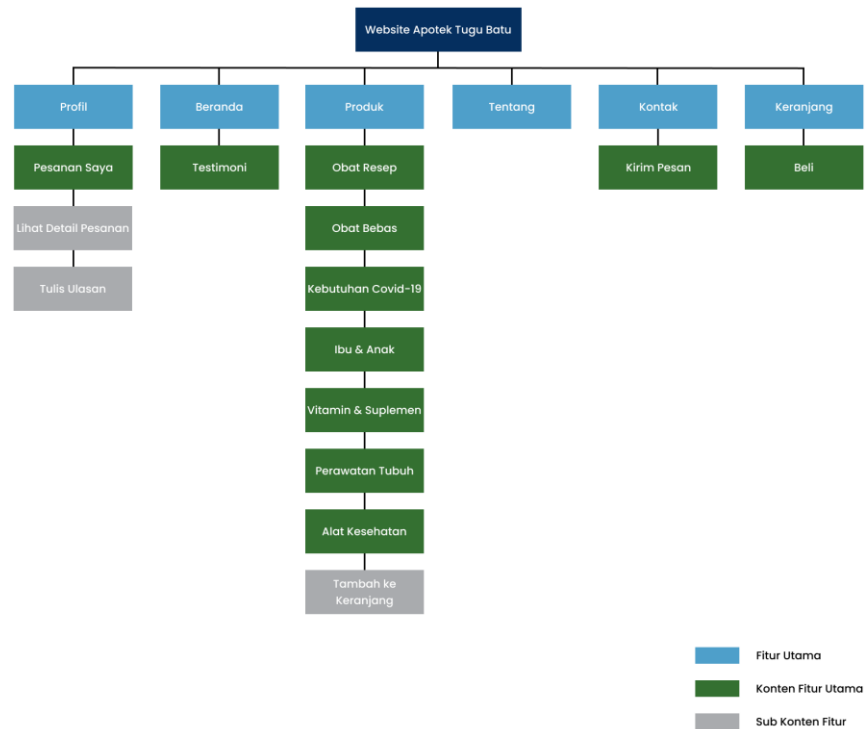 Website Apotek Tugu Batu
Profil
Beranda
Produk
Tentang
Kontak
Keranjang
Pesanan Saya
Testimoni
Obat Resep
Kirim Pesan
Beli
Lihat Detail Pesanan
Obat Bebas
Tulis Ulasan
Kebutuhan Covid-19
Ibu & Anak
Vitamin & Suplemen
Perawatan Tubuh
Alat Kesehatan
Tambah ke
Keranjang
Fitur Utama
Konten Fitur Utama
Sub Konten Fitur